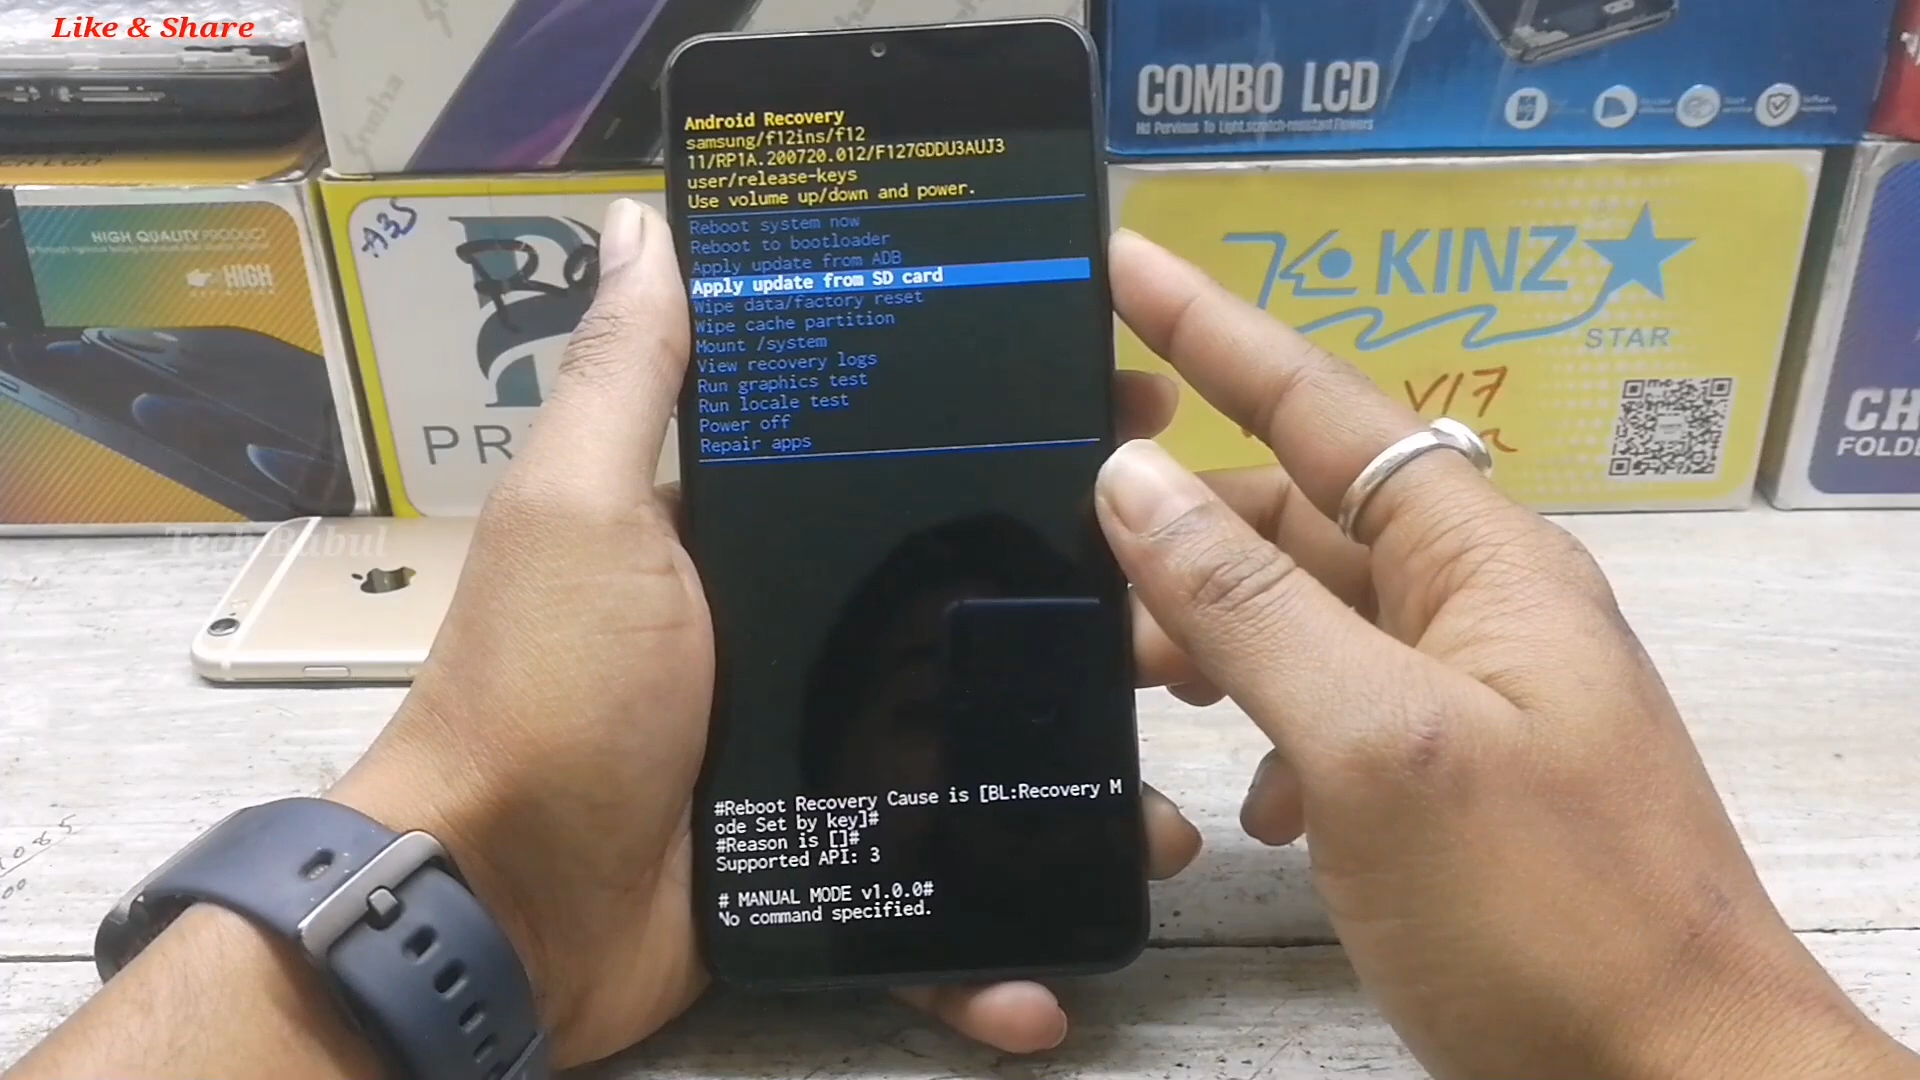 Like & Share
Android Recovery
samsung/f12ins/f12
11/RP1A.200720.012/F127GDDU3AUJ3
user/release-keys
Use volume up/down and power.
Reboot system now
Reboot to bootloader
Apply update from ADB
Apply update from SD card
Wipe data/factory reset
Wipe cache partition
Mount /system
View recovery logs
Run graphics test
Run locale test
Power off
Repair apps
#Reboot Recovery Cause is [BL:Recovery M
ode Set by key]#
#Reason is []#
Supported API: 3
# MANUAL MODE v1.0.0#
No command specified.
COMBO LCD
HIGH QUALITY PRODUCT
HIGH
A35
PR
KINZ
STAR
V17
CH
FOLD
Tech Babul
Sneha